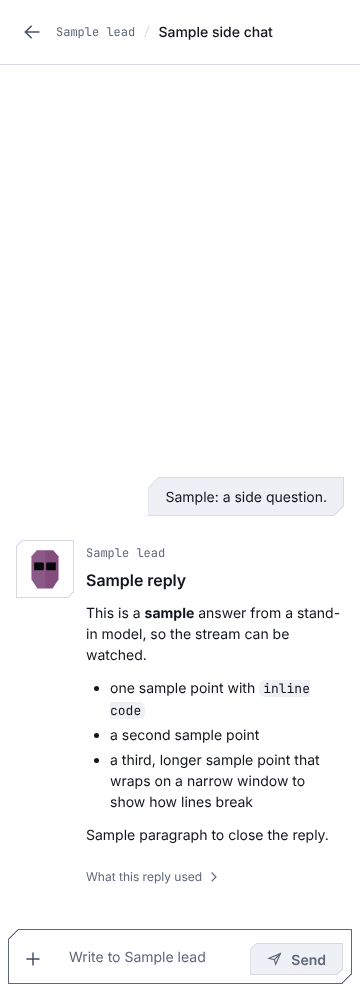 Sample lead / Sample side chat
Sample: a side question.
Sample lead
Sample reply
This is a sample answer from a stand-
in model, so the stream can be
watched.
• one sample point with inline
code
• a second sample point
• a third, longer sample point that
wraps on a narrow window to
show how lines break
Sample paragraph to close the reply.
What this reply used
Write to Sample lead
Send